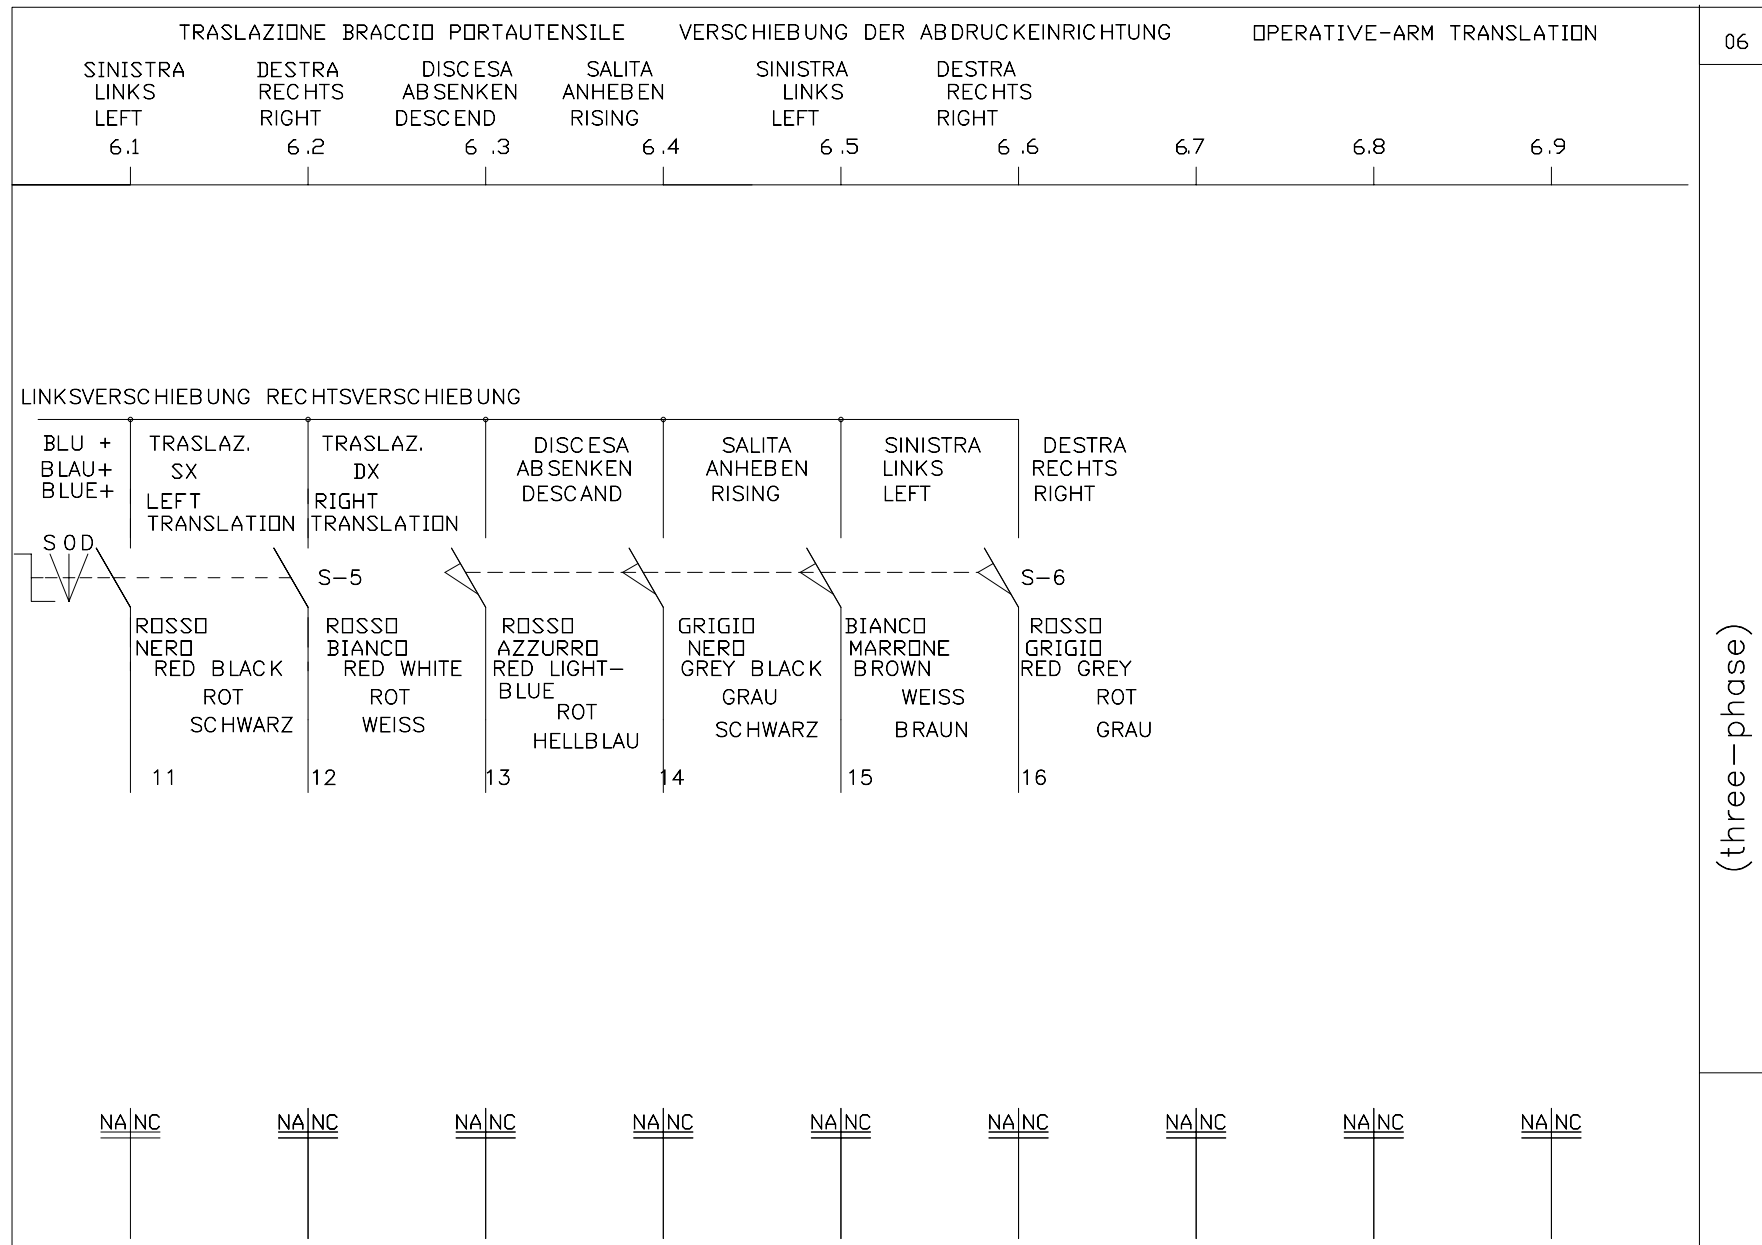 TRASLAZIONE BRACCIO PORTAUTENSILE VERSCHIEBUNG DER ABDRUCKEINRICHTUNG OPERATIVE-ARM TRANSLATION 06
SINISTRA DESTRA DISCESA SALITA SINISTRA DESTRA
LINKS RECHTS ABSENKEN ANHEBEN LINKS RECHTS
LEFT RIGHT DESCEND RISING LEFT RIGHT
6.1 6.2 6.3 6.4 6.5 6.6 6.7 6.8 6.9
LINKSVERSCHIEBUNG RECHTSVERSCHIEBUNG
BLU + TRASLAZ. TRASLAZ. DISCESA SALITA SINISTRA DESTRA
BLAU+ SX DX ABSENKEN ANHEBEN LINKS RECHTS
BLUE+ LEFT RIGHT DESCAND RISING LEFT RIGHT
TRANSLATION TRANSLATION
S O D
S-5 S-6
ROSSO ROSSO ROSSO GRIGIO BIANCO ROSSO
NERO BIANCO AZZURRO NERO MARRONE GRIGIO
RED BLACK RED WHITE RED LIGHT- GREY BLACK BROWN RED GREY
BLUE
ROT ROT ROT GRAU WEISS ROT
SCHWARZ WEISS HELLBLAU SCHWARZ BRAUN GRAU
11 12 13 14 15 16
(three-phase)
NA NC NA NC NA NC NA NC NA NC NA NC NA NC NA NC NA NC